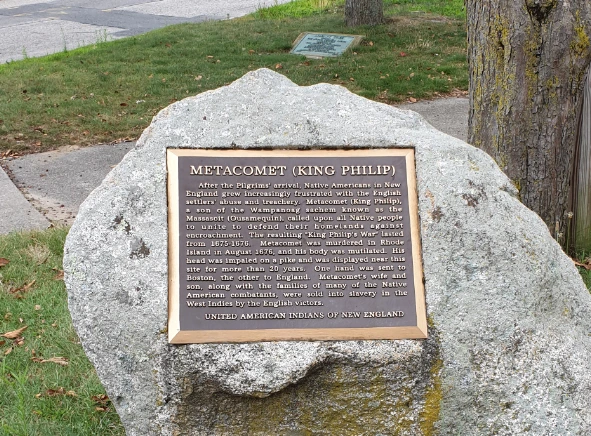 METACOMET (KING PHILIP)
After the Pilgrims' arrival, Native Americans in New
England grew increasingly frustrated with the English
settlers' abuse and treachery. Metacomet (King Philip),
a son of the Wampanoag sachem known as the
Massasoit (Ousamequin), called upon all Native people
to unite to defend their homelands against
encroachment. The resulting "King Philip's War" lasted
from 1675-1676. Metacomet was murdered in Rhode
Island in August 1676, and his body was mutilated. His
head was impaled on a pike and was displayed near this
site for more than 20 years. One hand was sent to
Boston, the other to England. Metacomet's wife and
son, along with the families of many of the Native
American combatants, were sold into slavery in the
West Indies by the English victors.
UNITED AMERICAN INDIANS OF NEW ENGLAND